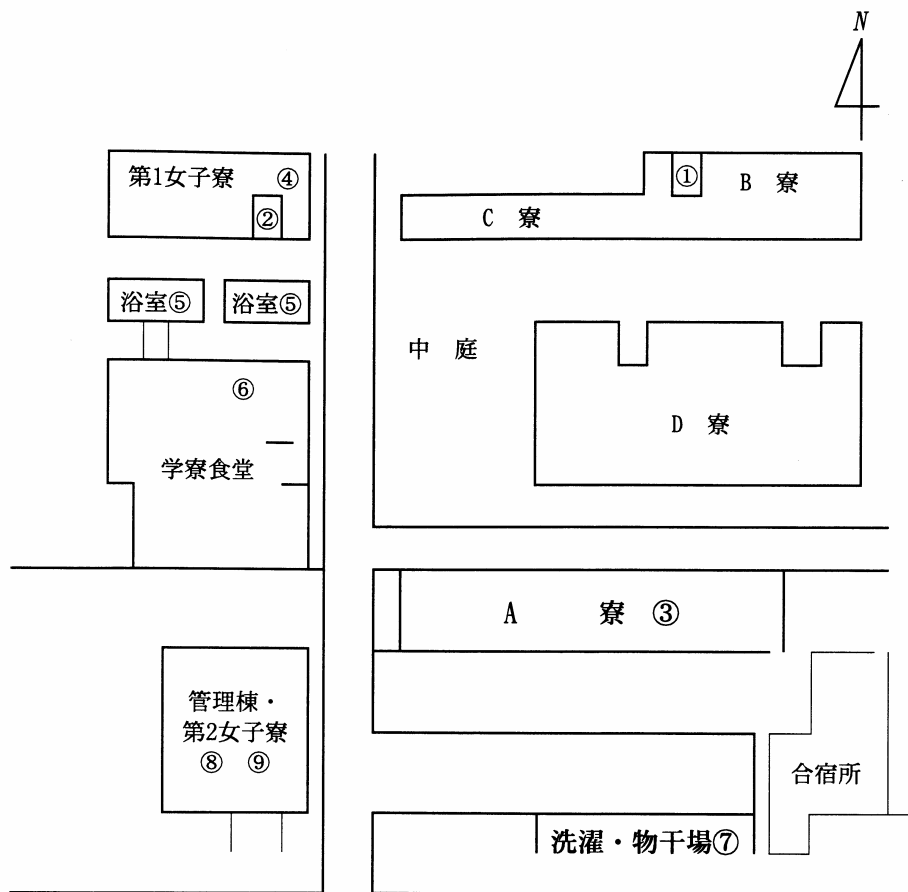 N
第1女子寮 ④
②
① B 寮
C 寮
浴室⑤ 浴室⑤
中 庭
⑥
D 寮
学寮食堂
A 寮 ③
管理棟・
第2女子寮
⑧ ⑨
合宿所
洗濯・物干場⑦